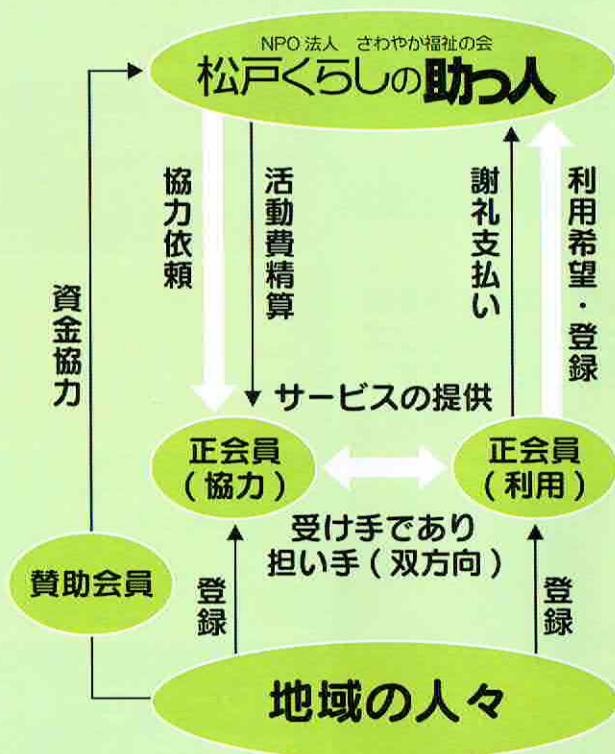 NPO法人 さわやか福祉の会
松戸くらしの助っ人
協力依頼
活動費精算
謝礼支払い
利用希望・登録
資金協力
サービスの提供
正会員
(協力)
正会員
(利用)
受け手であり
担い手(双方向)
賛助会員
登録
登録
地域の人々